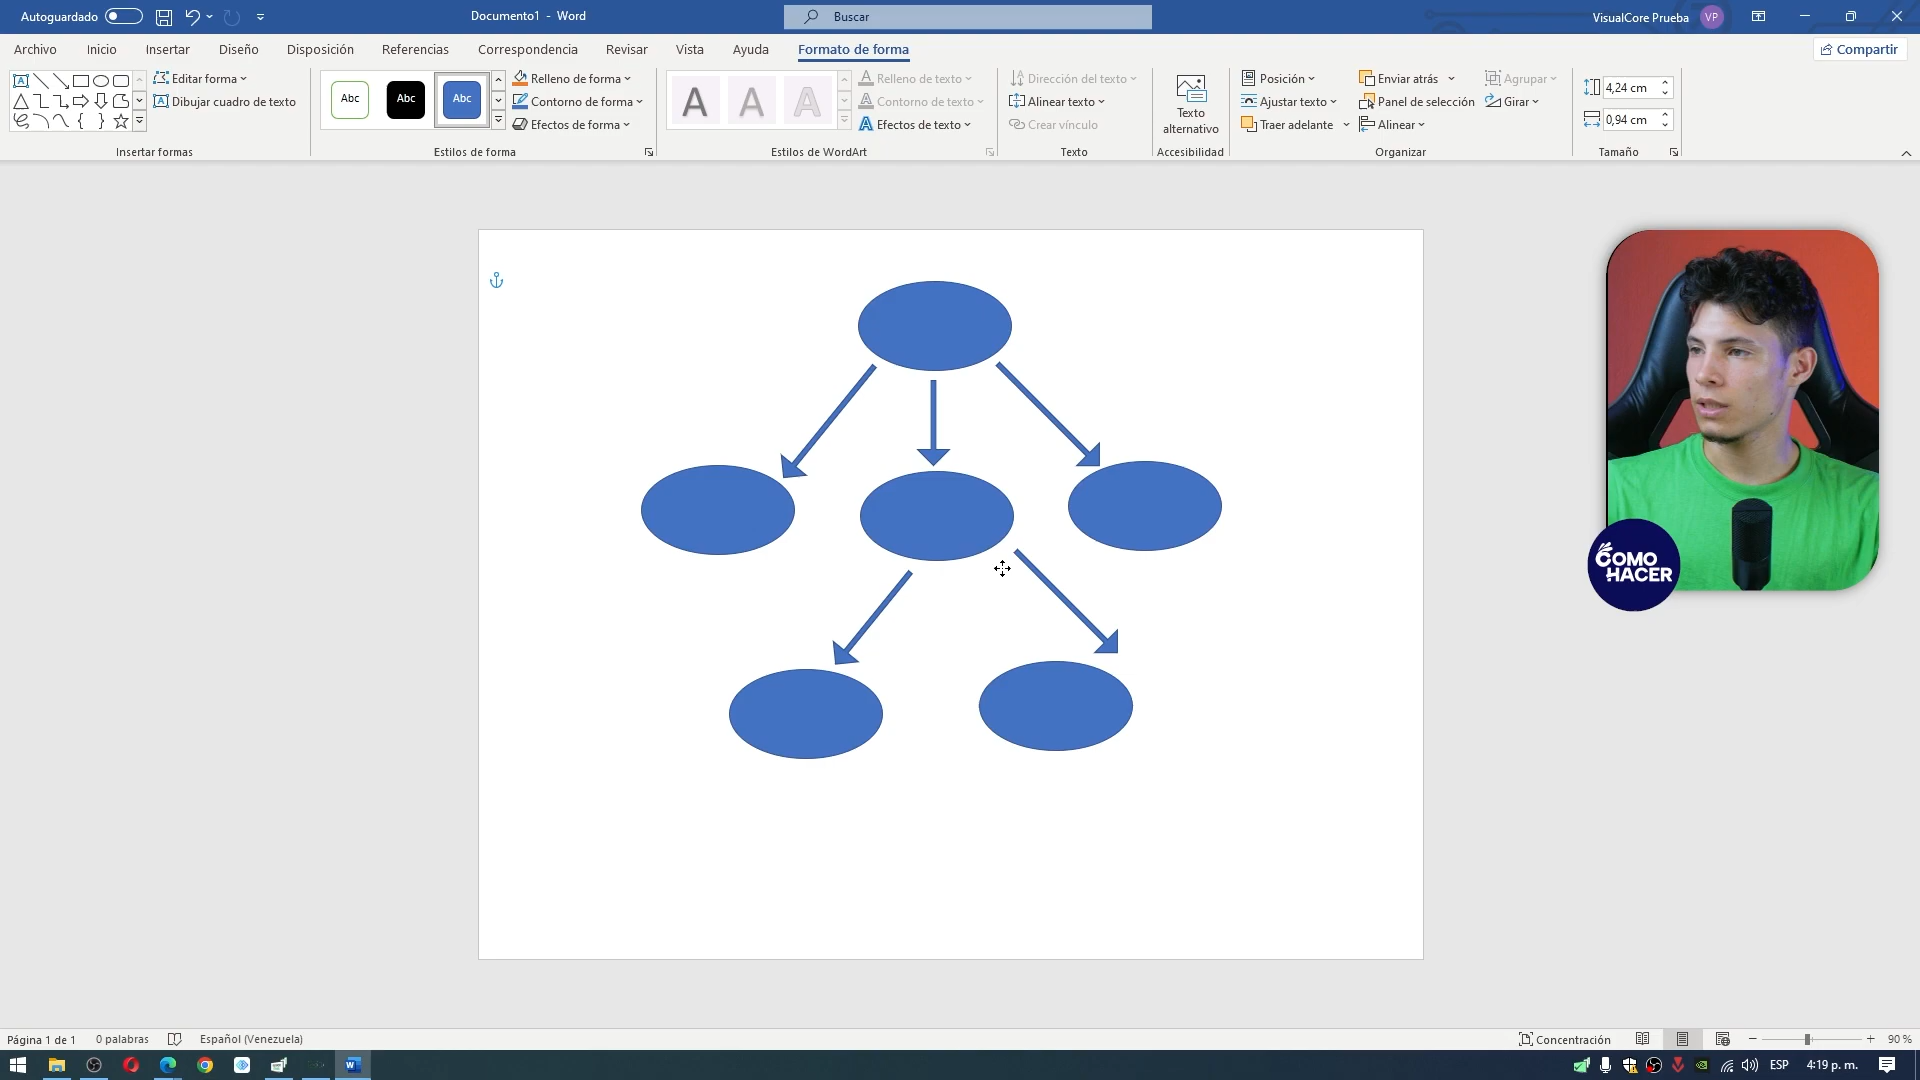 Autoguardado
Documento1 - Word
Buscar
VisualCore Prueba
VP
Archivo
Inicio
Insertar
Diseño
Disposición
Referencias
Correspondencia
Revisar
Vista
Ayuda
Formato de forma
Compartir
Editar forma
Dibujar cuadro de texto
Insertar formas
Abc
Abc
Abc
Relleno de forma
Contorno de forma
Efectos de forma
Estilos de forma
A
A
A
Relleno de texto
Contorno de texto
Efectos de texto
Estilos de WordArt
Dirección del texto
Alinear texto
Crear vínculo
Texto
Texto
alternativo
Accesibilidad
Posición
Ajustar texto
Traer adelante
Enviar atrás
Panel de selección
Alinear
Agrupar
Girar
Organizar
4,24 cm
0,94 cm
Tamaño
COMO
HACER
Página 1 de 1
0 palabras
Español (Venezuela)
Concentración
90 %
ESP
4:19 p. m.